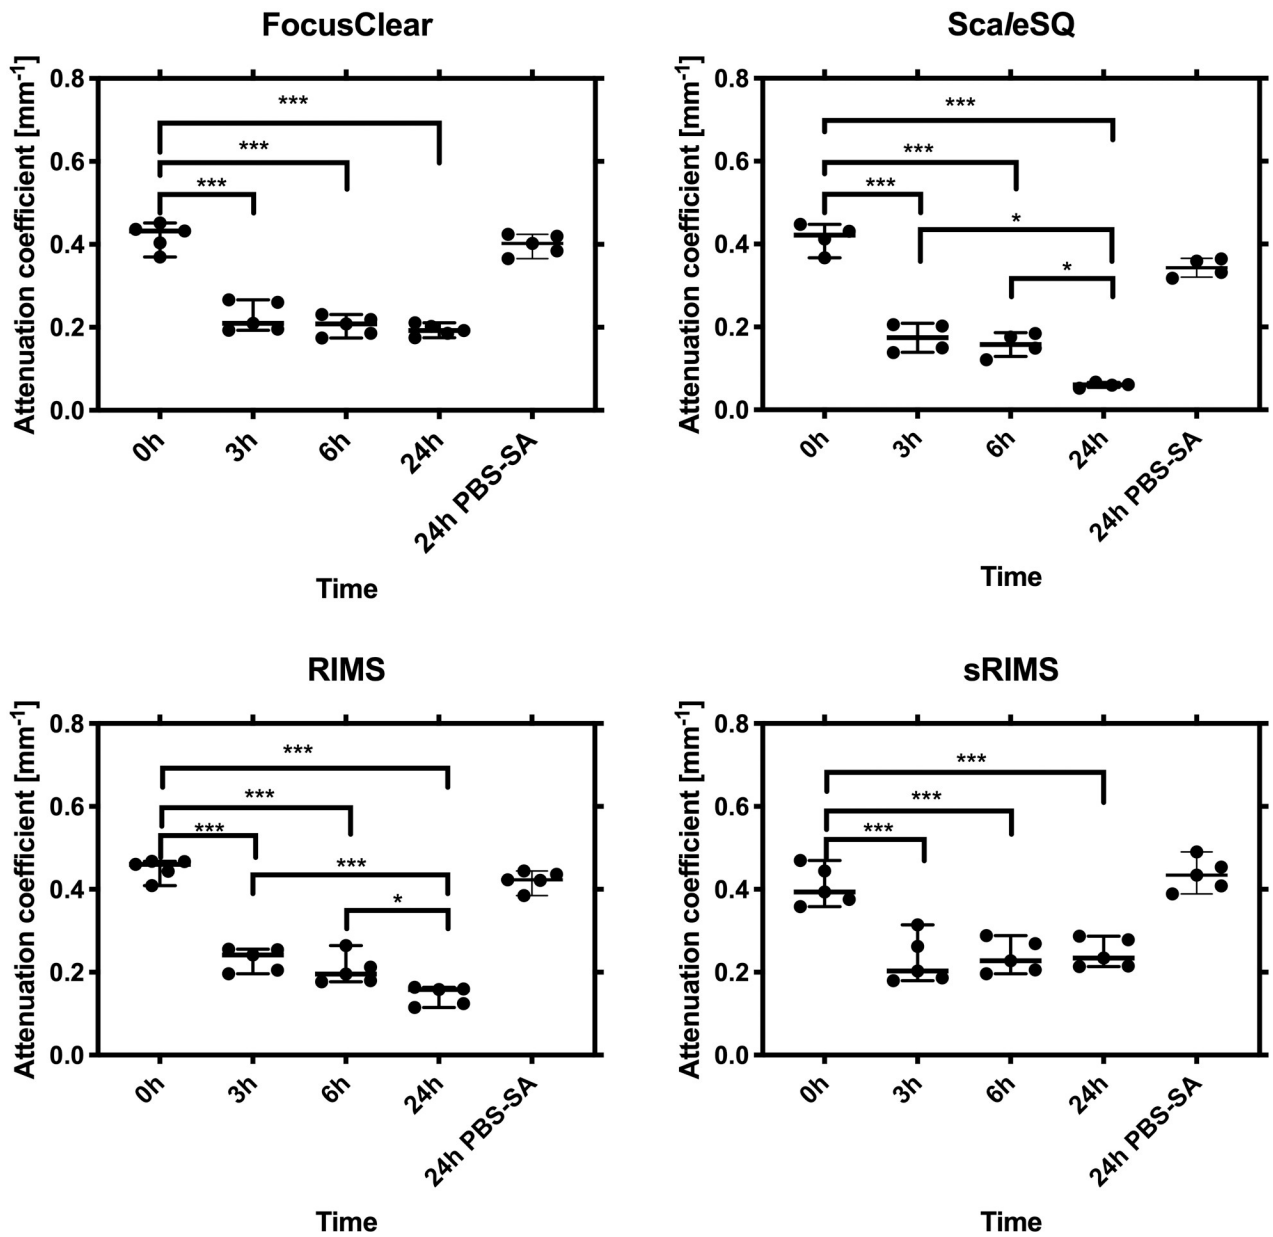 FocusClear
Attenuation coefficient [mm⁻¹]
0.8
0.6
0.4
0.2
0.0
***
***
***
0h
3h
6h
24h
24h PBS-SA
Time
ScaleSQ
Attenuation coefficient [mm⁻¹]
0.8
0.6
0.4
0.2
0.0
***
***
***
*
*
0h
3h
6h
24h
24h PBS-SA
Time
RIMS
Attenuation coefficient [mm⁻¹]
0.8
0.6
0.4
0.2
0.0
***
***
***
***
*
0h
3h
6h
24h
24h PBS-SA
Time
sRIMS
Attenuation coefficient [mm⁻¹]
0.8
0.6
0.4
0.2
0.0
***
***
***
0h
3h
6h
24h
24h PBS-SA
Time